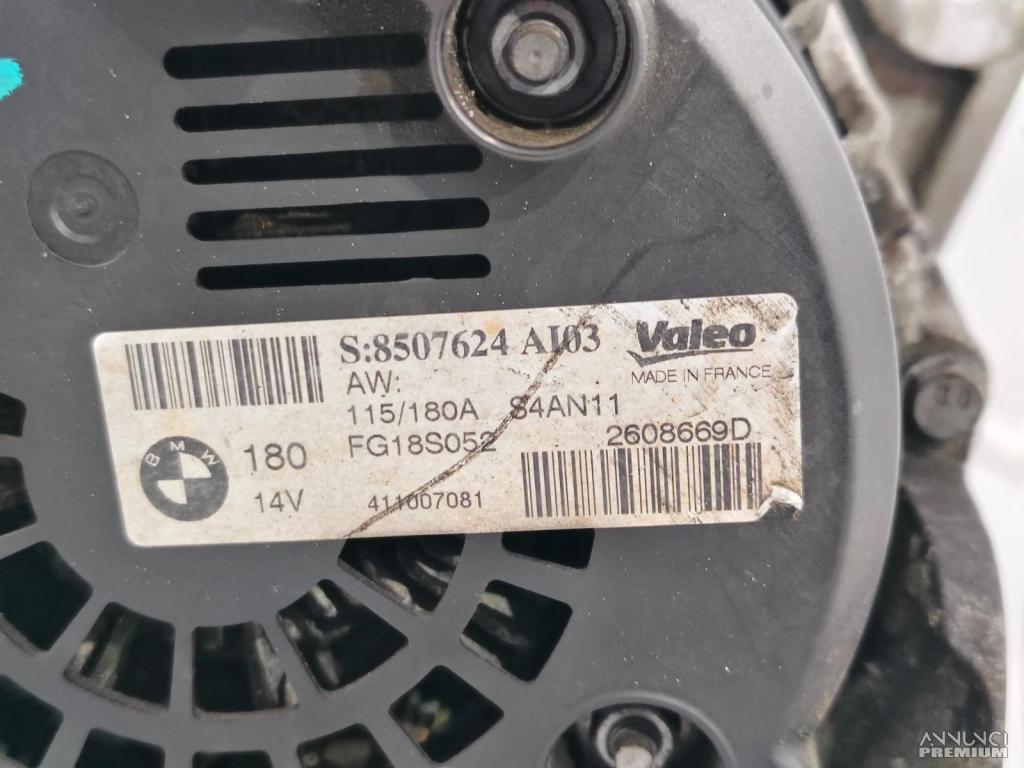 S:8507624 AI03
Valeo
MADE IN FRANCE
AW:
115/180A S4AN11
BMW
180
FG18S052
2608669D
14V
411007081
ANNUNCI
PREMIUM